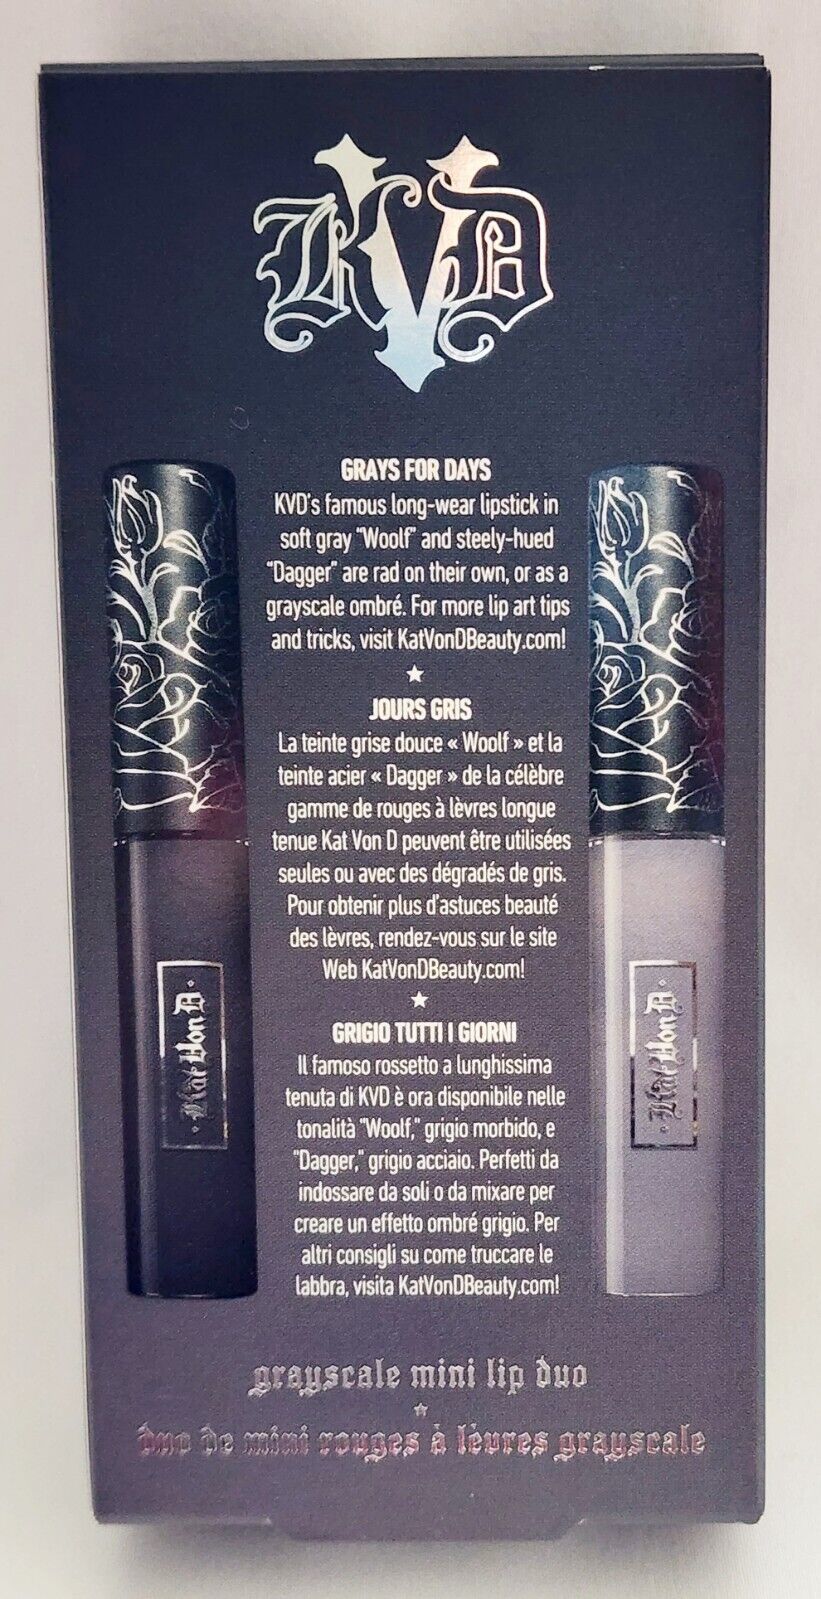 KVD
GRAYS FOR DAYS
KVD's famous long-wear lipstick in
soft gray "Woolf" and steely-hued
"Dagger" are rad on their own, or as a
grayscale ombré. For more lip art tips
and tricks, visit KatVonDBeauty.com!
JOURS GRIS
La teinte grise douce « Woolf » et la
teinte acier « Dagger » de la célèbre
gamme de rouges à lèvres longue
tenue Kat Von D peuvent être utilisées
seules ou avec des dégradés de gris.
Pour obtenir plus d'astuces beauté
des lèvres, rendez-vous sur le site
Web KatVonDBeauty.com!
GRIGIO TUTTI I GIORNI
Il famoso rossetto a lunghissima
tenuta di KVD è ora disponibile nelle
tonalità "Woolf," grigio morbido, e
"Dagger," grigio acciaio. Perfetti da
indossare da soli o da mixare per
creare un effetto ombré grigio. Per
altri consigli su come truccare le
labbra, visita KatVonDBeauty.com!
· Kat Von D ·
· Kat Von D ·
grayscale mini lip duo
duo de mini rouges à lèvres grayscale